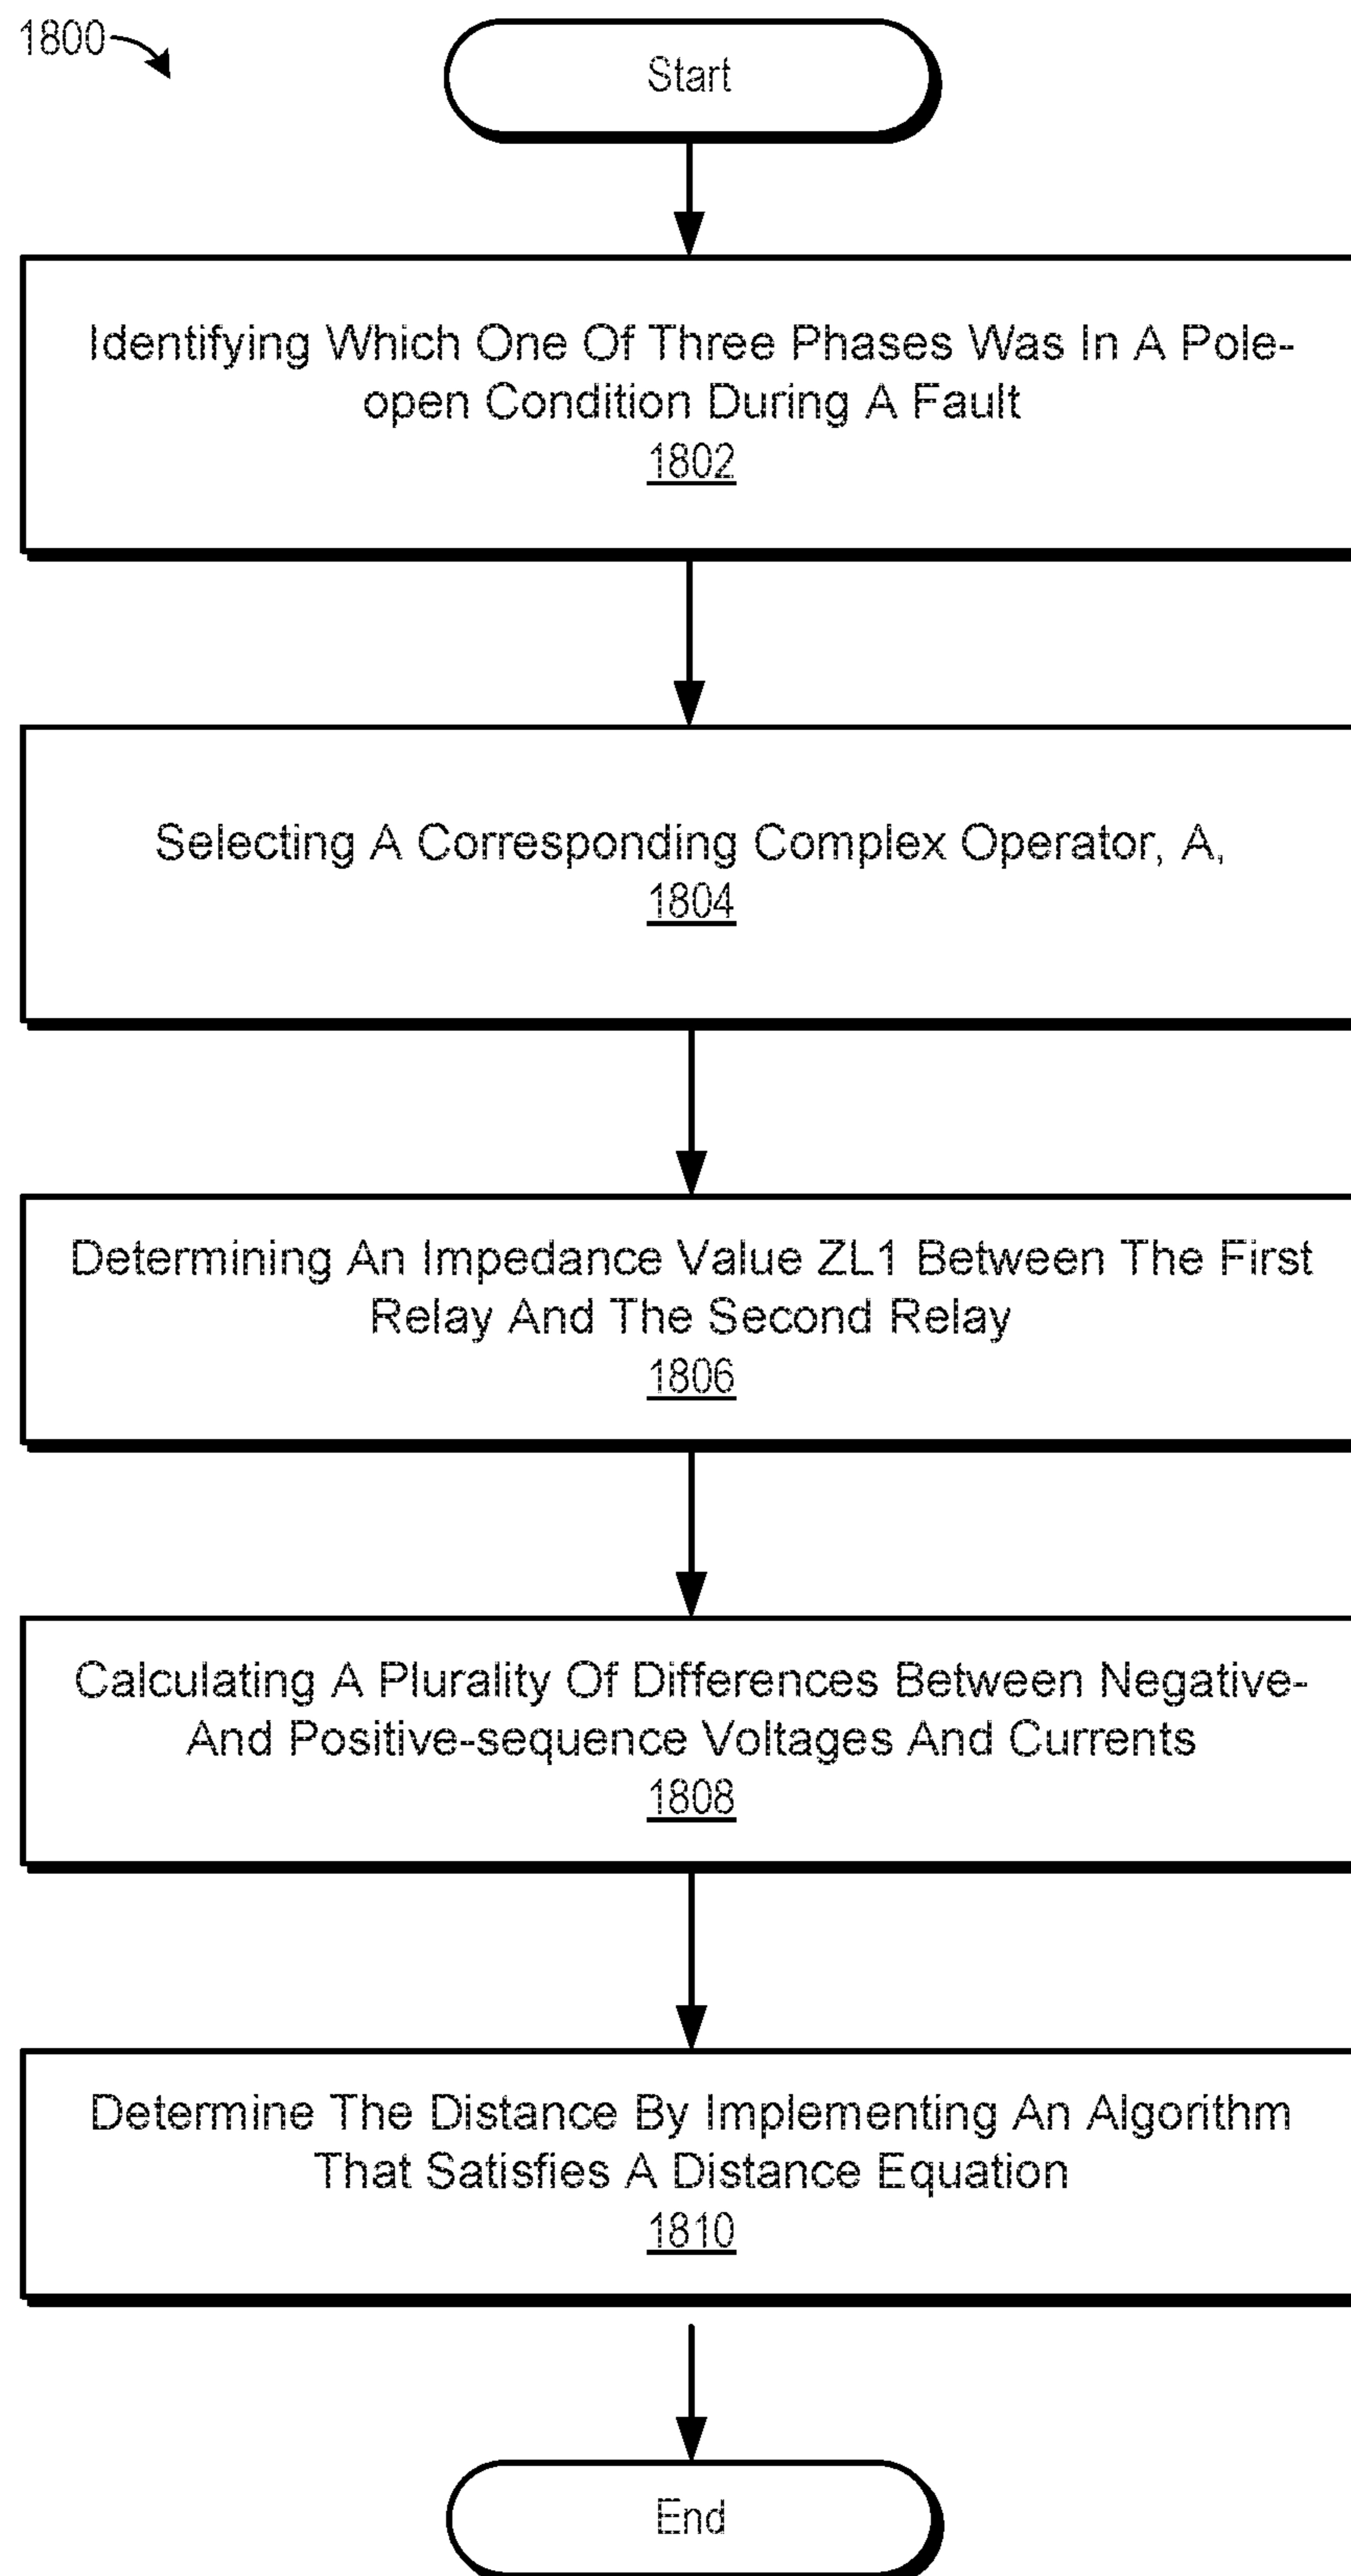 1800
Start
Identifying Which One Of Three Phases Was In A Pole-
open Condition During A Fault
1802
Selecting A Corresponding Complex Operator, A,
1804
Determining An Impedance Value ZL1 Between The First
Relay And The Second Relay
1806
Calculating A Plurality Of Differences Between Negative-
And Positive-sequence Voltages And Currents
1808
Determine The Distance By Implementing An Algorithm
That Satisfies A Distance Equation
1810
End